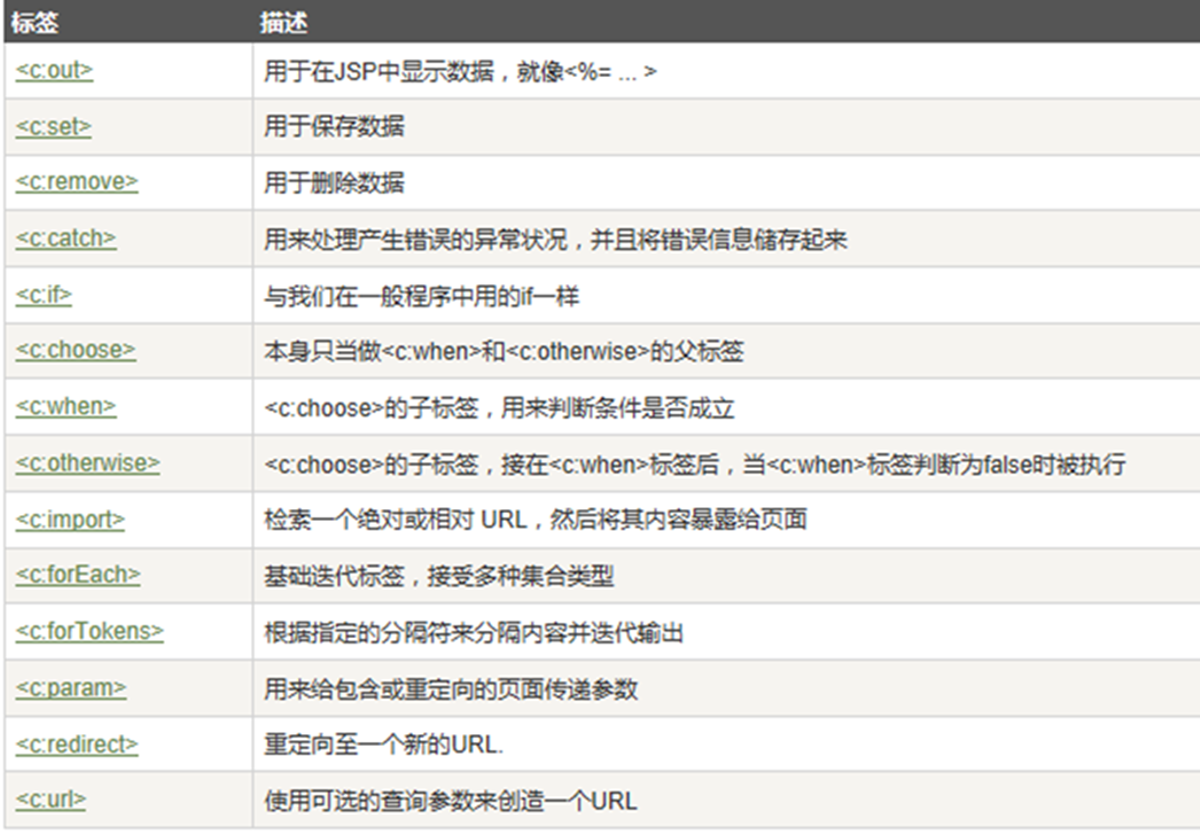 标签 描述
<c:out> 用于在JSP中显示数据，就像<%= ... >
<c:set> 用于保存数据
<c:remove> 用于删除数据
<c:catch> 用来处理产生错误的异常状况，并且将错误信息储存起来
<c:if> 与我们在一般程序中用的if一样
<c:choose> 本身只当做<c:when>和<c:otherwise>的父标签
<c:when> <c:choose>的子标签，用来判断条件是否成立
<c:otherwise> <c:choose>的子标签，接在<c:when>标签后，当<c:when>标签判断为false时被执行
<c:import> 检索一个绝对或相对 URL，然后将其内容暴露给页面
<c:forEach> 基础迭代标签，接受多种集合类型
<c:forTokens> 根据指定的分隔符来分隔内容并迭代输出
<c:param> 用来给包含或重定向的页面传递参数
<c:redirect> 重定向至一个新的URL.
<c:url> 使用可选的查询参数来创造一个URL